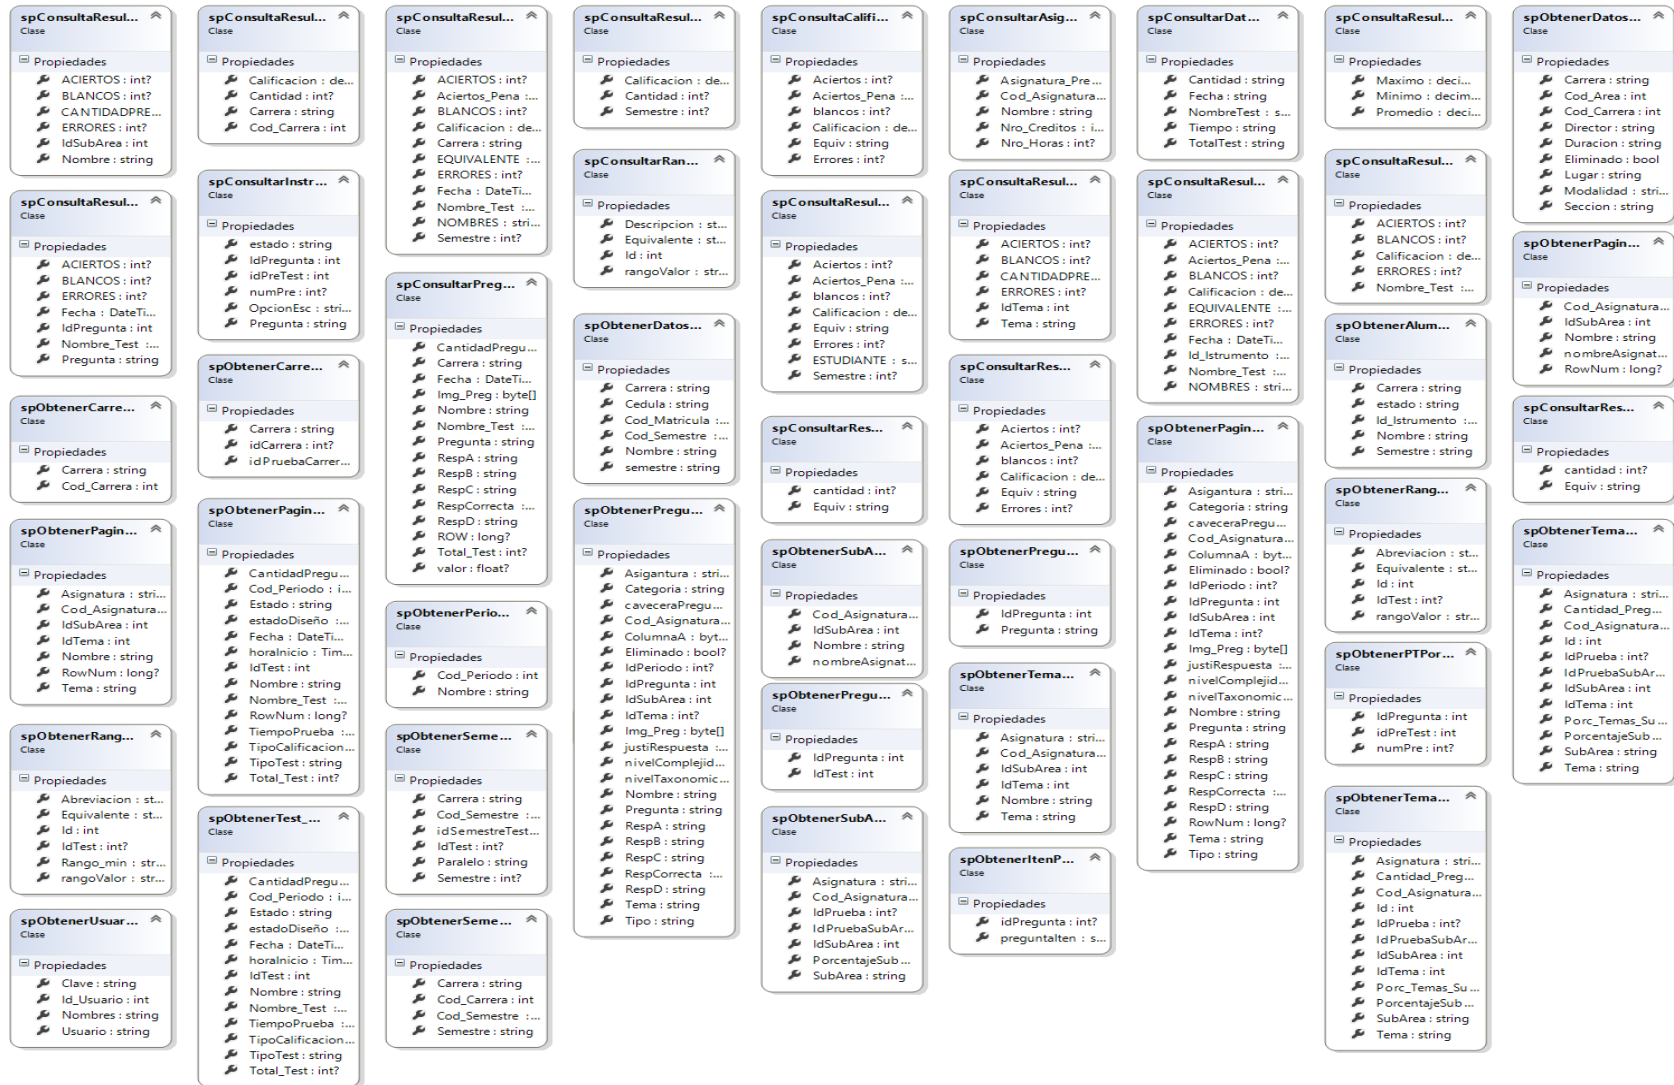 spConsultaResul...
Clase
Propiedades
ACIERTOS : int?
BLANCOS : int?
CANTIDADPRE...
ERRORES : int?
IdSubArea : int
Nombre : string
spConsultaResul...
Clase
Propiedades
ACIERTOS : int?
BLANCOS : int?
ERRORES : int?
Fecha : DateTi...
IdPregunta : int
Nombre_Test :...
Pregunta : string
spObtenerCarre...
Clase
Propiedades
Carrera : string
Cod_Carrera : int
spObtenerPagin...
Clase
Propiedades
Asignatura : stri...
Cod_Asignatura...
IdSubArea : int
IdTema : int
Nombre : string
RowNum : long?
Tema : string
spObtenerRang...
Clase
Propiedades
Abreviacion : st...
Equivalente : st...
Id : int
IdTest : int?
Rango_min : str...
rangoValor : str...
spObtenerUsuar...
Clase
Propiedades
Clave : string
Id_Usuario : int
Nombres : string
Usuario : string
spConsultaResul...
Clase
Propiedades
Calificacion : de...
Cantidad : int?
Carrera : string
Cod_Carrera : int
spConsultarInstr...
Clase
Propiedades
estado : string
IdPregunta : int
idPreTest : int
numPre : int?
OpcionEsc : stri...
Pregunta : string
spObtenerCarre...
Clase
Propiedades
Carrera : string
idCarrera : int?
idPruebaCarrer...
spObtenerPagin...
Clase
Propiedades
CantidadPregu...
Cod_Periodo : i...
Estado : string
estadoDiseño :...
Fecha : DateTi...
horaInicio : Tim...
IdTest : int
Nombre : string
Nombre_Test :...
RowNum : long?
TiempoPrueba :...
TipoCalificacion...
TipoTest : string
Total_Test : int?
spObtenerTest_...
Clase
Propiedades
CantidadPregu...
Cod_Periodo : i...
Estado : string
estadoDiseño :...
Fecha : DateTi...
horaInicio : Tim...
IdTest : int
Nombre : string
Nombre_Test :...
TiempoPrueba :...
TipoCalificacion...
TipoTest : string
Total_Test : int?
spConsultaResul...
Clase
Propiedades
ACIERTOS : int?
Aciertos_Pena :...
BLANCOS : int?
Calificacion : de...
Carrera : string
EQUIVALENTE :...
ERRORES : int?
Fecha : DateTi...
Nombre_Test :...
NOMBRES : stri...
Semestre : int?
spConsultarPreg...
Clase
Propiedades
CantidadPregu...
Carrera : string
Fecha : DateTi...
Img_Preg : byte[]
Nombre : string
Nombre_Test :...
Pregunta : string
RespA : string
RespB : string
RespC : string
RespCorrecta :...
RespD : string
ROW : long?
Total_Test : int?
valor : float?
spObtenerPerio...
Clase
Propiedades
Cod_Periodo : int
Nombre : string
spObtenerSeme...
Clase
Propiedades
Carrera : string
Cod_Semestre :...
idSemestreTest...
IdTest : int?
Paralelo : string
Semestre : int?
spObtenerSeme...
Clase
Propiedades
Carrera : string
Cod_Carrera : int
Cod_Semestre :...
Semestre : string
spConsultaResul...
Clase
Propiedades
Calificacion : de...
Cantidad : int?
Semestre : int?
spConsultarRan...
Clase
Propiedades
Descripcion : st...
Equivalente : st...
Id : int
rangoValor : str...
spObtenerDatos...
Clase
Propiedades
Carrera : string
Cedula : string
Cod_Matricula :...
Cod_Semestre :...
Nombre : string
semestre : string
spObtenerPregu...
Clase
Propiedades
Asigantura : stri...
Categoria : string
caveceraPregu...
Cod_Asignatura...
ColumnaA : byt...
Eliminado : bool?
IdPeriodo : int?
IdPregunta : int
IdSubArea : int
IdTema : int?
Img_Preg : byte[]
justiRespuesta :...
nivelComplejid...
nivelTaxonomic...
Nombre : string
Pregunta : string
RespA : string
RespB : string
RespC : string
RespCorrecta :...
RespD : string
Tema : string
Tipo : string
spConsultaCalifi...
Clase
Propiedades
Aciertos : int?
Aciertos_Pena :...
blancos : int?
Calificacion : de...
Equiv : string
Errores : int?
spConsultaResul...
Clase
Propiedades
Aciertos : int?
Aciertos_Pena :...
blancos : int?
Calificacion : de...
Equiv : string
Errores : int?
ESTUDIANTE : s...
Semestre : int?
spConsultarRes...
Clase
Propiedades
cantidad : int?
Equiv : string
spObtenerSubA...
Clase
Propiedades
Cod_Asignatura...
IdSubArea : int
Nombre : string
nombreAsignat...
spObtenerPregu...
Clase
Propiedades
IdPregunta : int
IdTest : int
spObtenerSubA...
Clase
Propiedades
Asignatura : stri...
Cod_Asignatura...
IdPrueba : int?
IdPruebaSubAr...
IdSubArea : int
PorcentajeSub...
SubArea : string
spConsultarAsig...
Clase
Propiedades
Asignatura_Pre...
Cod_Asignatura...
Nombre : string
Nro_Creditos : i...
Nro_Horas : int?
spConsultaResul...
Clase
Propiedades
ACIERTOS : int?
BLANCOS : int?
CANTIDADPRE...
ERRORES : int?
IdTema : int
Tema : string
spConsultarRes...
Clase
Propiedades
Aciertos : int?
Aciertos_Pena :...
blancos : int?
Calificacion : de...
Equiv : string
Errores : int?
spObtenerPregu...
Clase
Propiedades
IdPregunta : int
Pregunta : string
spObtenerTema...
Clase
Propiedades
Asignatura : stri...
Cod_Asignatura...
IdSubArea : int
IdTema : int
Nombre : string
Tema : string
spObtenerItenP...
Clase
Propiedades
idPregunta : int?
preguntaIten : s...
spConsultarDat...
Clase
Propiedades
Cantidad : string
Fecha : string
NombreTest : s...
Tiempo : string
TotalTest : string
spConsultaResul...
Clase
Propiedades
ACIERTOS : int?
Aciertos_Pena :...
BLANCOS : int?
Calificacion : de...
EQUIVALENTE :...
ERRORES : int?
Fecha : DateTi...
Id_Istrumento :...
Nombre_Test :...
NOMBRES : stri...
spObtenerPagin...
Clase
Propiedades
Asigantura : stri...
Categoria : string
caveceraPregu...
Cod_Asignatura...
ColumnaA : byt...
Eliminado : bool?
IdPeriodo : int?
IdPregunta : int
IdSubArea : int
IdTema : int?
Img_Preg : byte[]
justiRespuesta :...
nivelComplejid...
nivelTaxonomic...
Nombre : string
Pregunta : string
RespA : string
RespB : string
RespC : string
RespCorrecta :...
RespD : string
RowNum : long?
Tema : string
Tipo : string
spConsultaResul...
Clase
Propiedades
Maximo : deci...
Minimo : decim...
Promedio : deci...
spConsultaResul...
Clase
Propiedades
ACIERTOS : int?
BLANCOS : int?
Calificacion : de...
ERRORES : int?
Nombre_Test :...
spObtenerAlum...
Clase
Propiedades
Carrera : string
estado : string
Id_Istrumento :...
Nombre : string
Semestre : string
spObtenerRang...
Clase
Propiedades
Abreviacion : st...
Equivalente : st...
Id : int
IdTest : int?
rangoValor : str...
spObtenerPTPor...
Clase
Propiedades
IdPregunta : int
idPreTest : int
numPre : int?
spObtenerTema...
Clase
Propiedades
Asignatura : stri...
Cantidad_Preg...
Cod_Asignatura...
Id : int
IdPrueba : int?
IdPruebaSubAr...
IdSubArea : int
IdTema : int
Porc_Temas_Su...
PorcentajeSub...
SubArea : string
Tema : string
spObtenerDatos...
Clase
Propiedades
Carrera : string
Cod_Area : int
Cod_Carrera : int
Director : string
Duracion : string
Eliminado : bool
Lugar : string
Modalidad : stri...
Seccion : string
spObtenerPagin...
Clase
Propiedades
Cod_Asignatura...
IdSubArea : int
Nombre : string
nombreAsignat...
RowNum : long?
spConsultarRes...
Clase
Propiedades
cantidad : int?
Equiv : string
spObtenerTema...
Clase
Propiedades
Asignatura : stri...
Cantidad_Preg...
Cod_Asignatura...
Id : int
IdPrueba : int?
IdPruebaSubAr...
IdSubArea : int
IdTema : int
Porc_Temas_Su...
PorcentajeSub...
SubArea : string
Tema : string